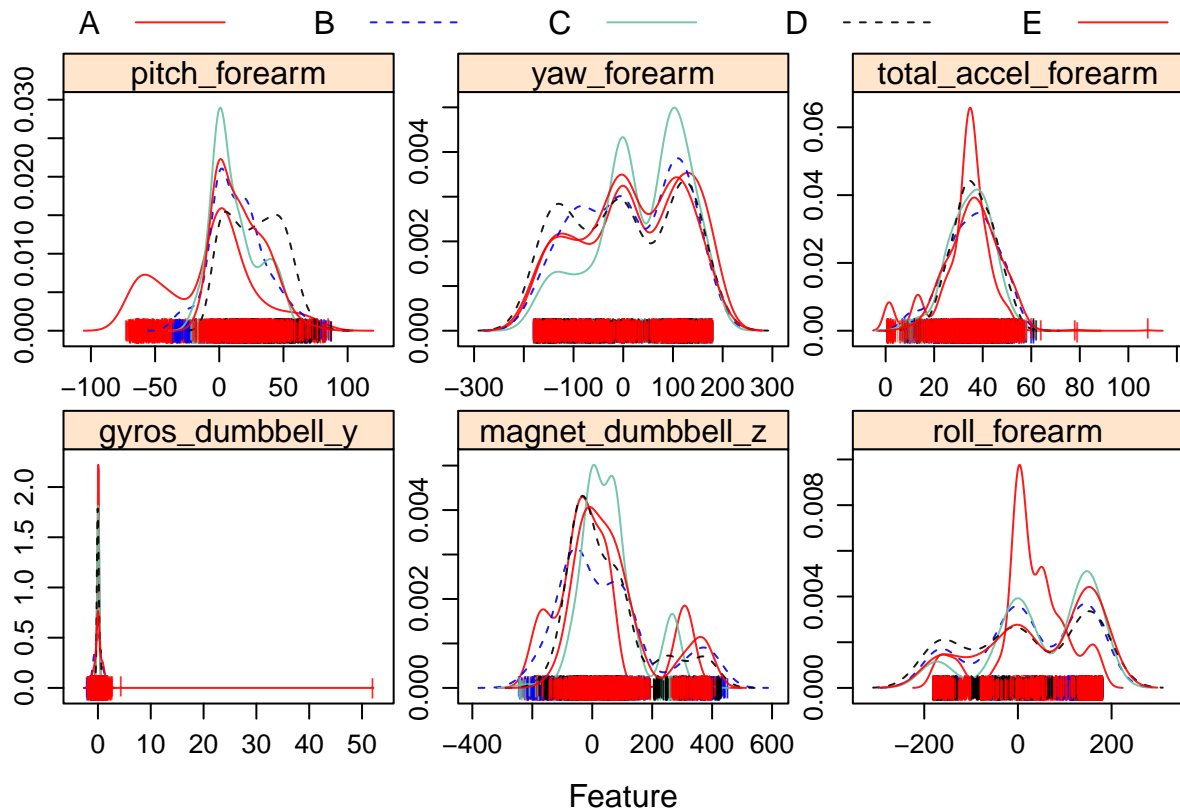 A B C D E
pitch_forearm yaw_forearm total_accel_forearm
0.000 0.010 0.020 0.030
0.000 0.002 0.004
0.00 0.02 0.04 0.06
−100 −50 0 50 100
−300 −100 0 100 300
0 20 40 60 80 100
gyros_dumbbell_y magnet_dumbbell_z roll_forearm
0.0 0.5 1.0 1.5 2.0
0.000 0.002 0.004
0.000 0.004 0.008
0 10 20 30 40 50
−400 −200 0 200 400 600
−200 0 200
Feature